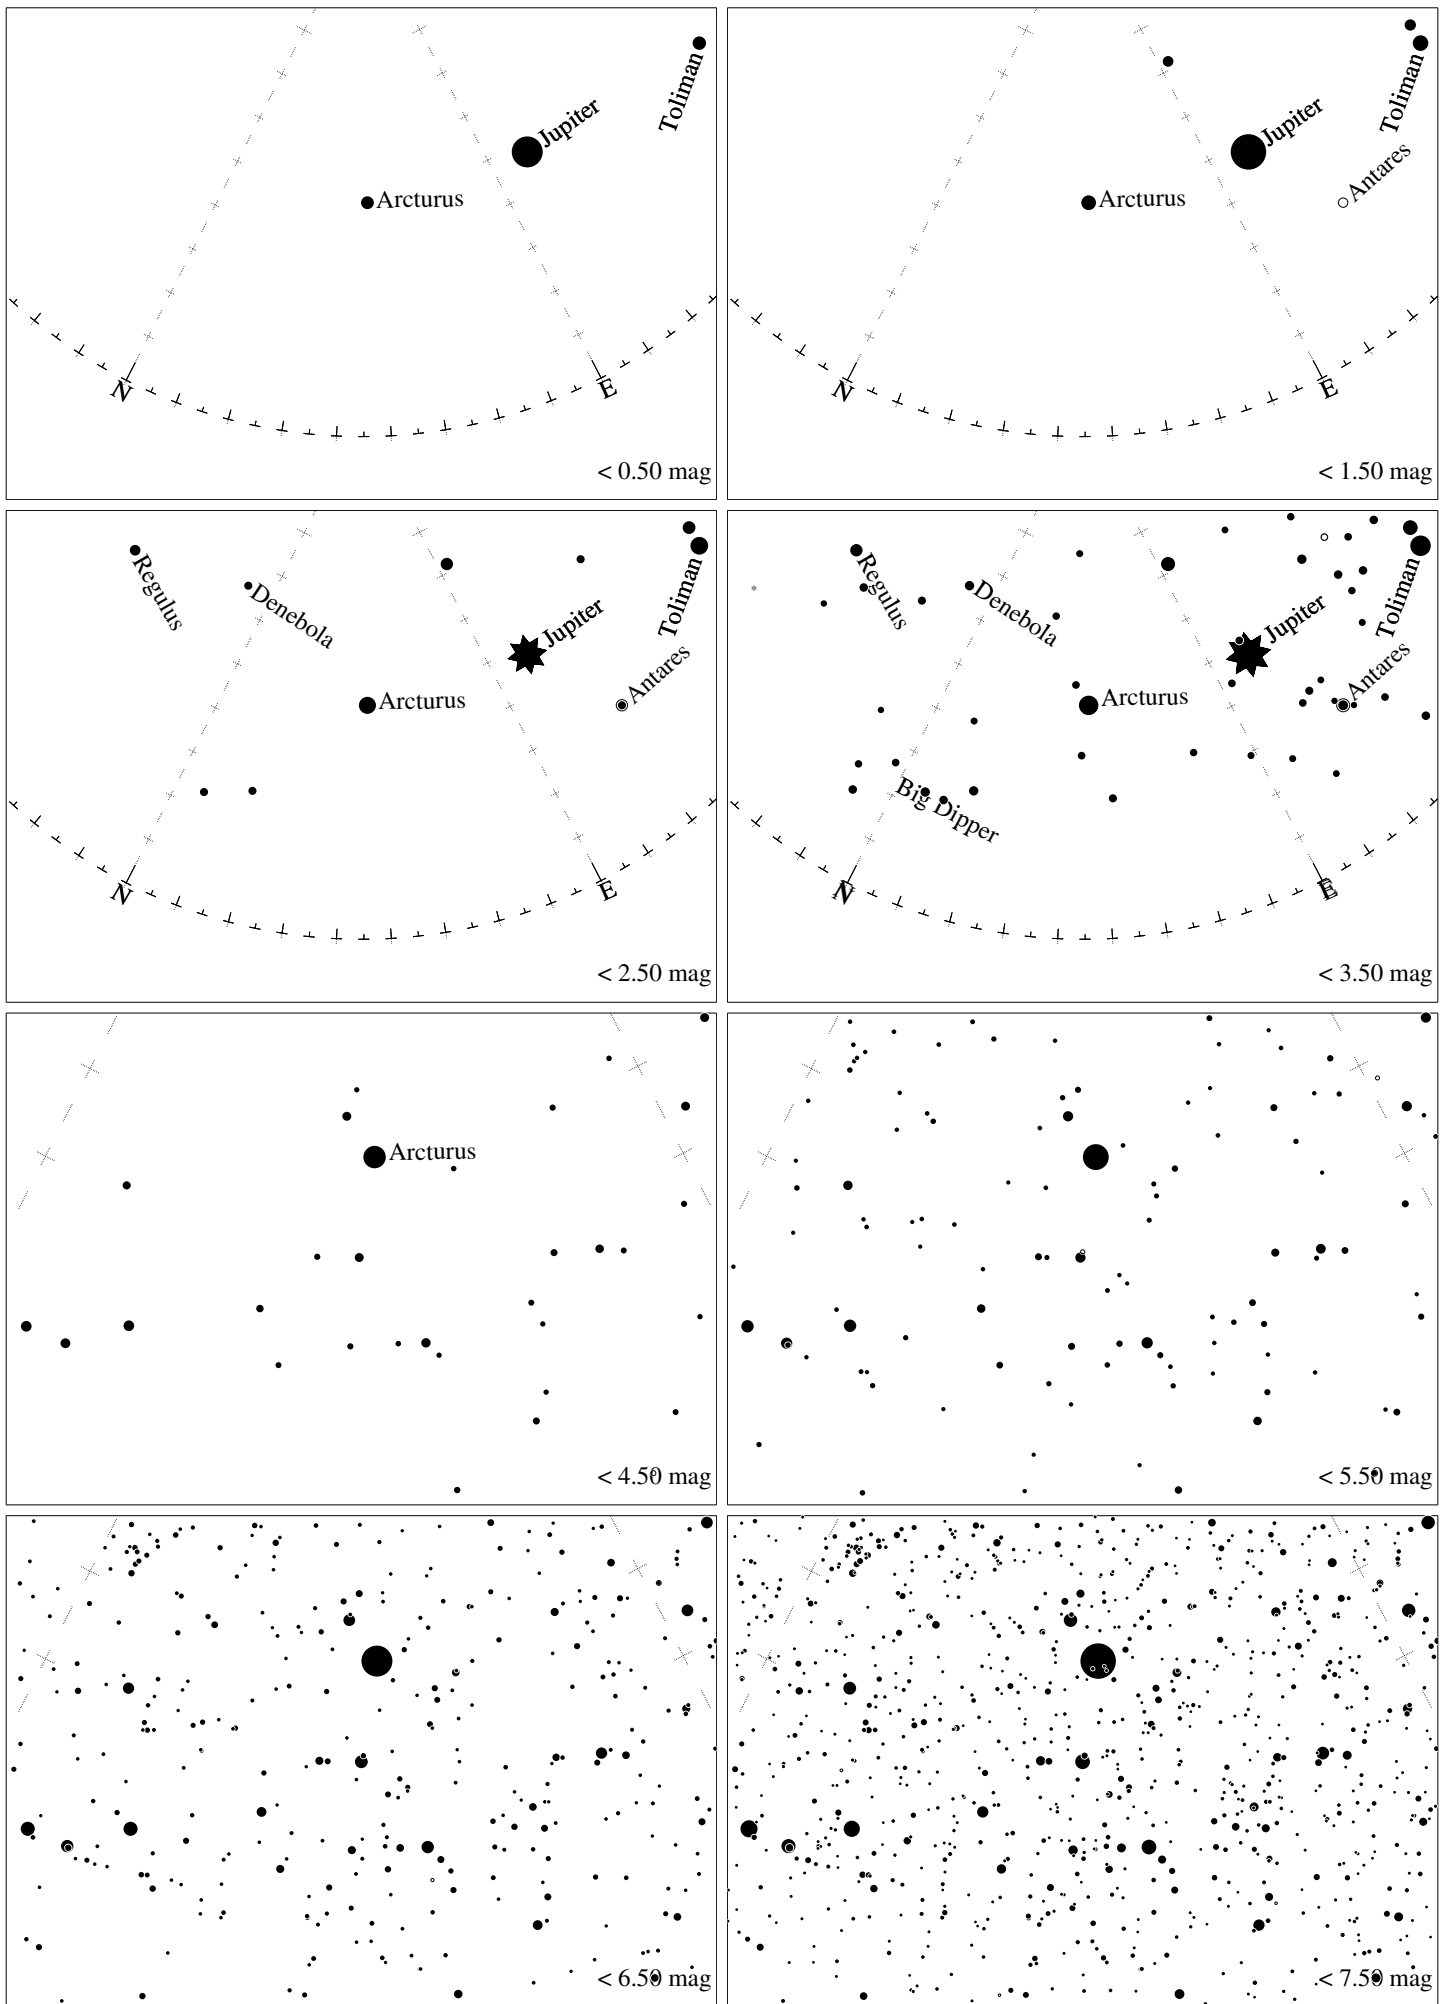 Toliman
Jupiter
Arcturus
N
E
< 0.50 mag
Toliman
Jupiter
Antares
Arcturus
N
E
< 1.50 mag
Regulus
Denebola
Toliman
Jupiter
Antares
Arcturus
N
E
< 2.50 mag
Regulus
Denebola
Toliman
Jupiter
Antares
Arcturus
Big Dipper
N
E
< 3.50 mag
Arcturus
< 4.50 mag
< 5.50 mag
< 6.50 mag
< 7.50 mag